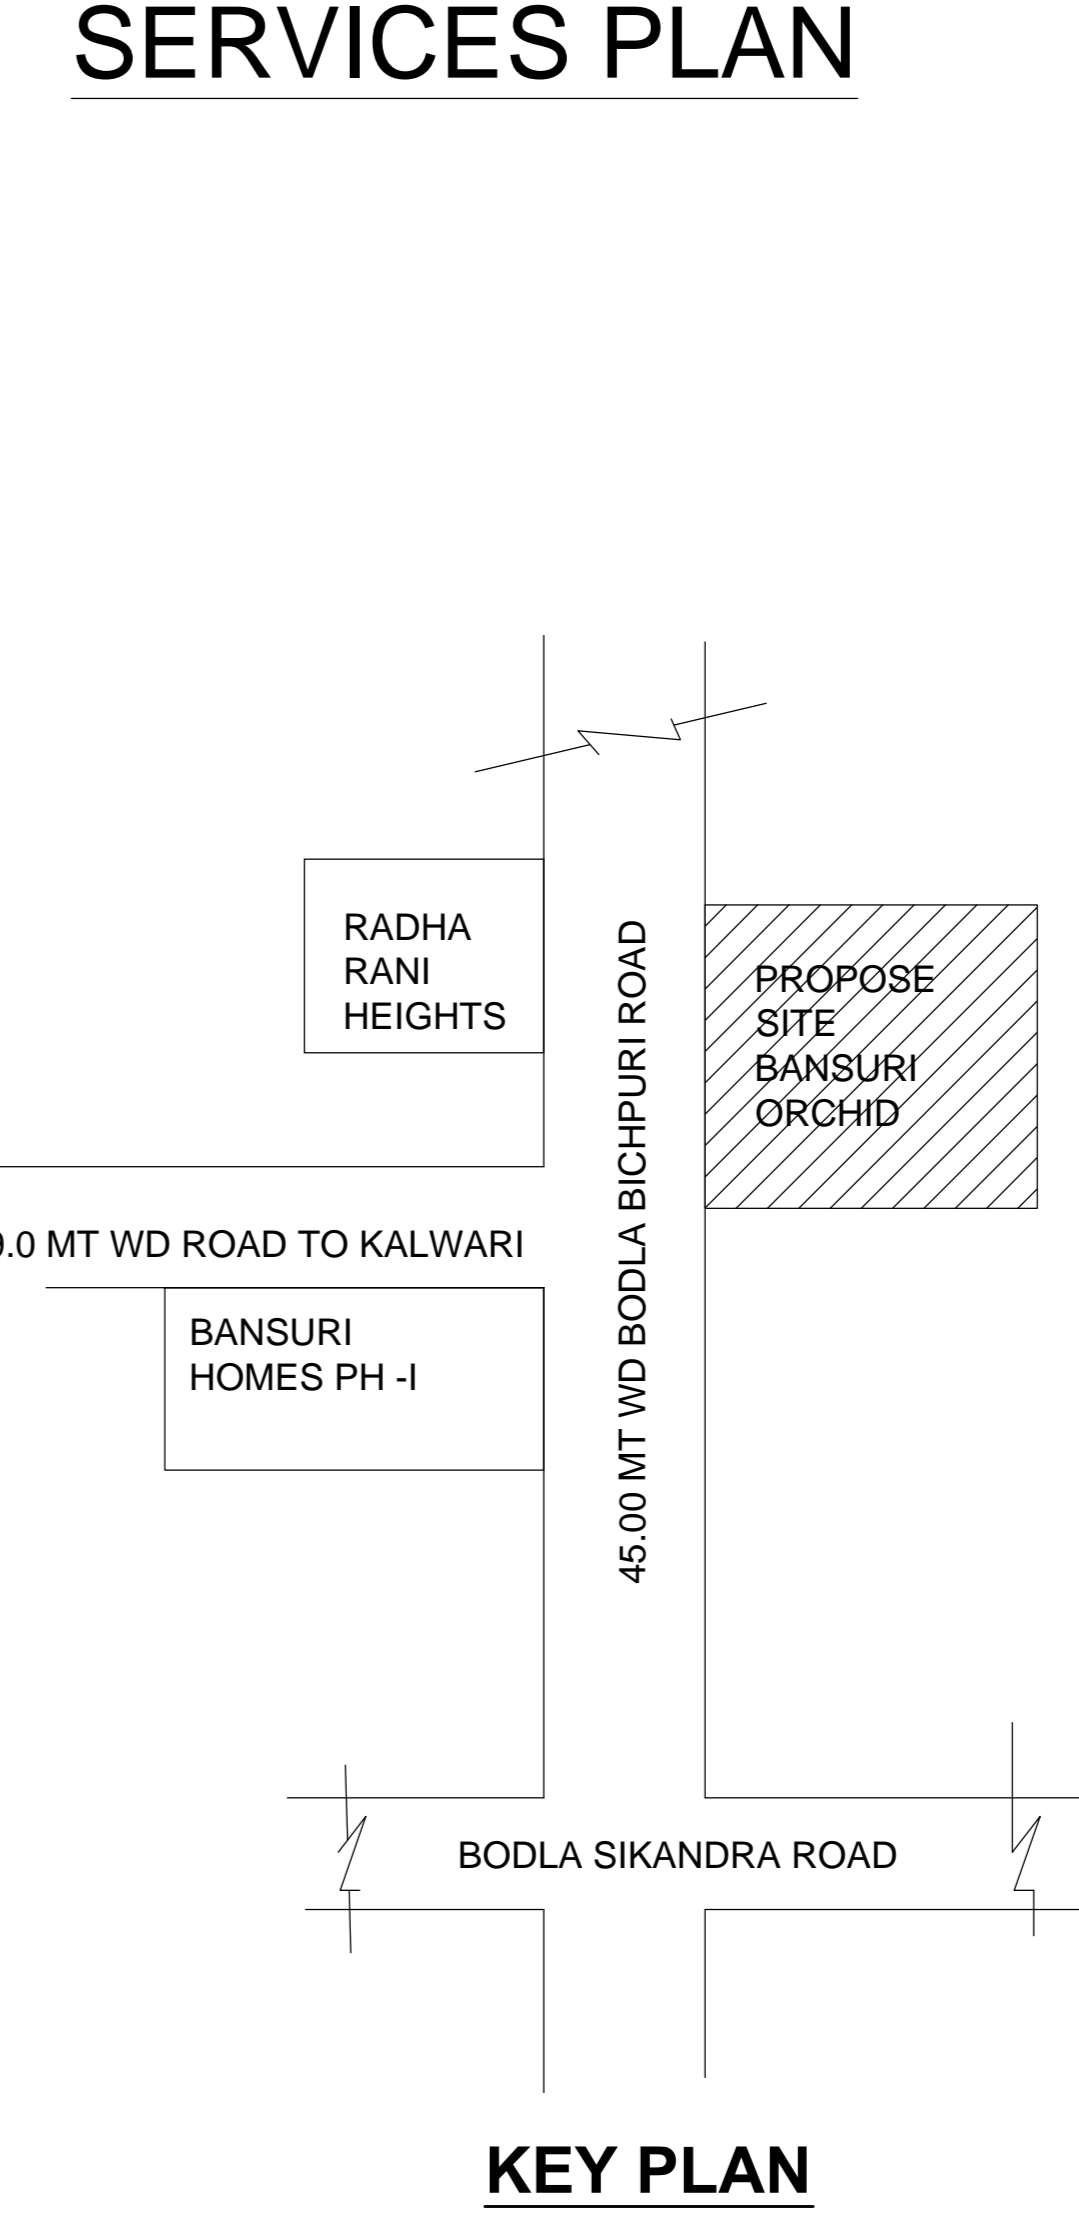 SERVICES PLAN
RADHA
RANI
HEIGHTS
PROPOSE
SITE
BANSURI
ORCHID
45.00 MT WD BODLA BICHPURI ROAD
.0 MT WD ROAD TO KALWARI
BANSURI
HOMES PH -I
BODLA SIKANDRA ROAD
KEY PLAN